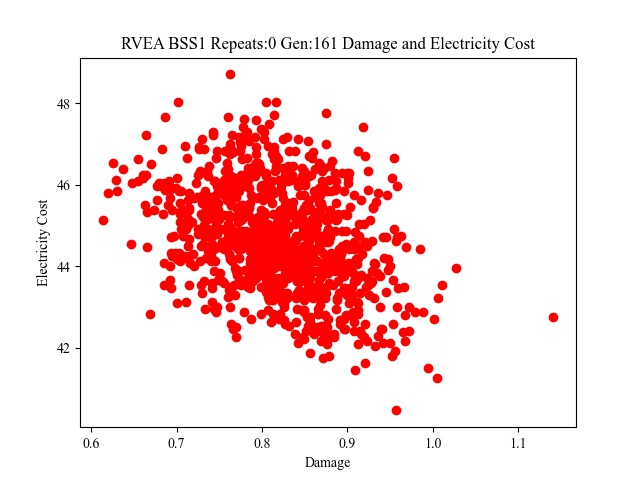 RVEA BSS1 Repeats:0 Gen:161 Damage and Electricity Cost
48
46
44
42
Electricity Cost
0.6 0.7 0.8 0.9 1.0 1.1
Damage